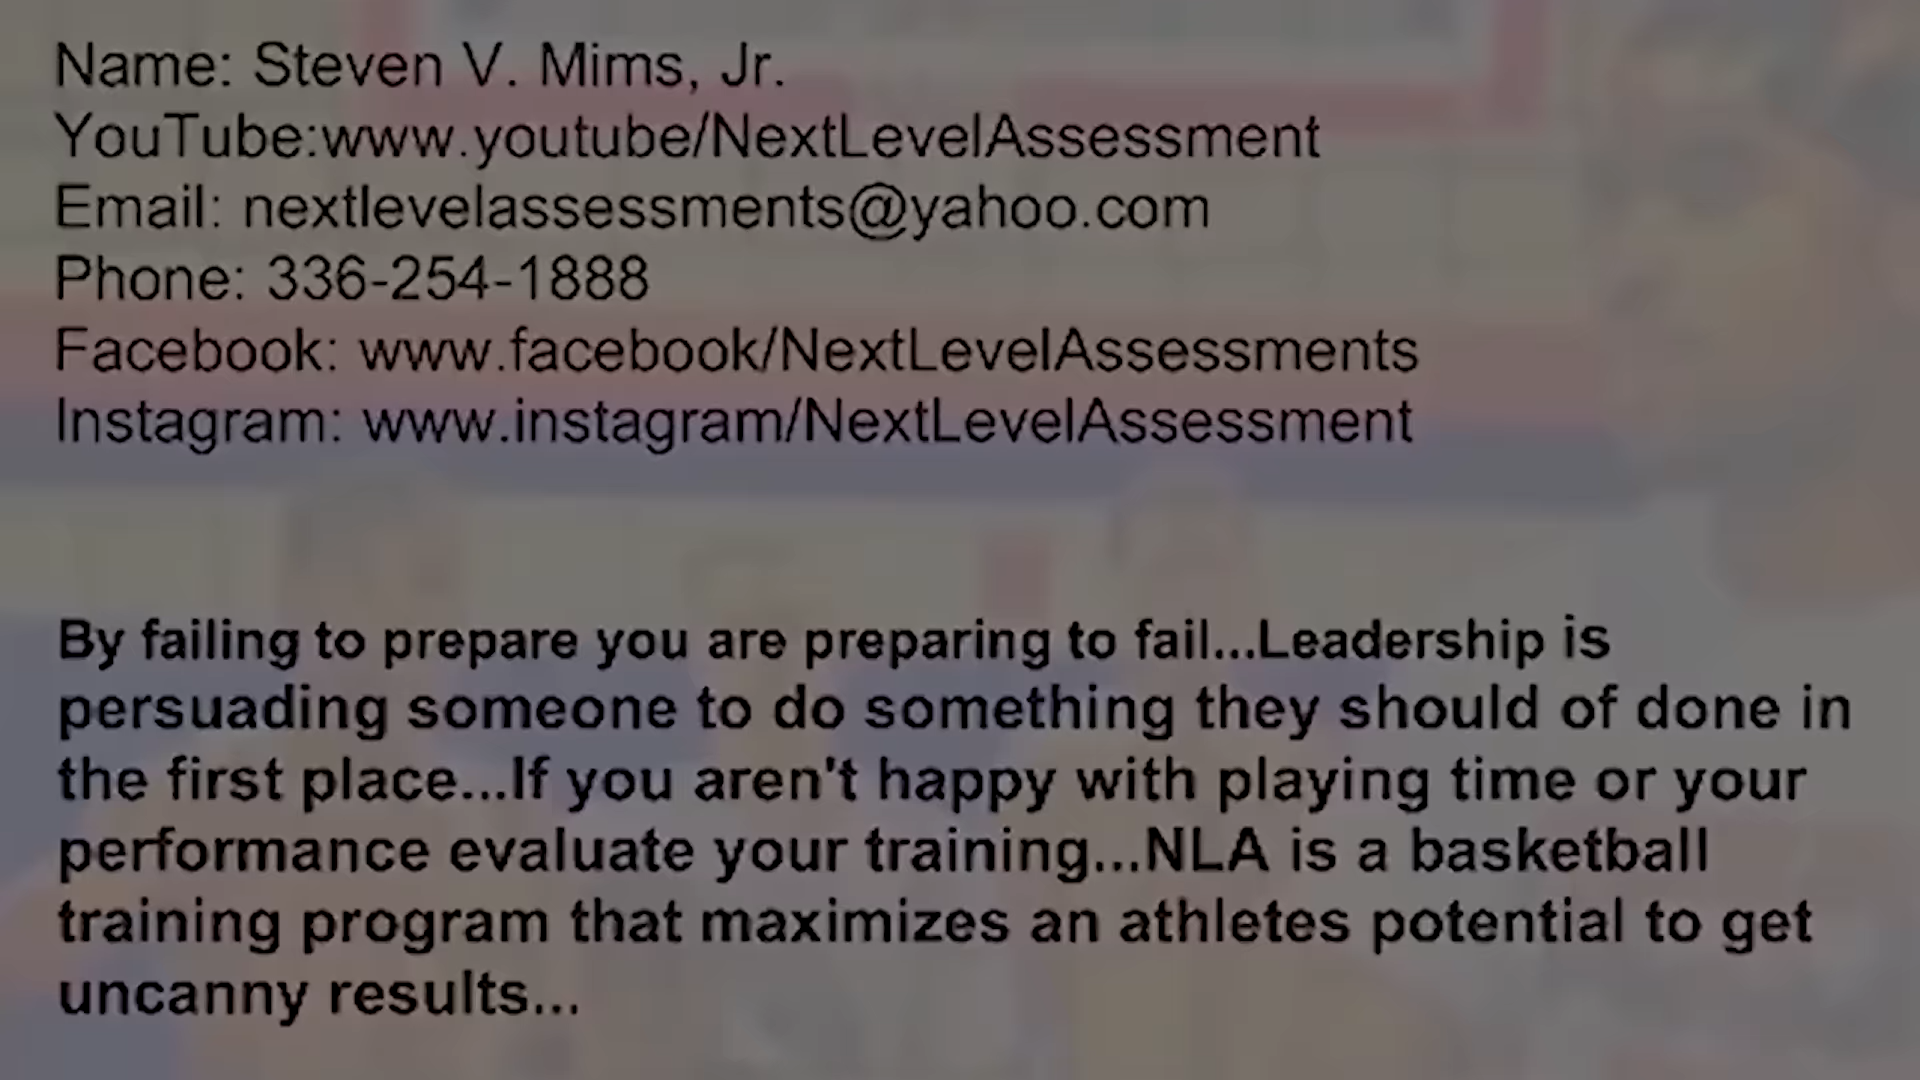 Name: Steven V. Mims, Jr.
YouTube:www.youtube/NextLevelAssessment
Email: nextlevelassessments@yahoo.com
Phone: 336-254-1888
Facebook: www.facebook/NextLevelAssessments
Instagram: www.instagram/NextLevelAssessment
By failing to prepare you are preparing to fail...Leadership is
persuading someone to do something they should of done in
the first place...If you aren't happy with playing time or your
performance evaluate your training...NLA is a basketball
training program that maximizes an athletes potential to get
uncanny results...